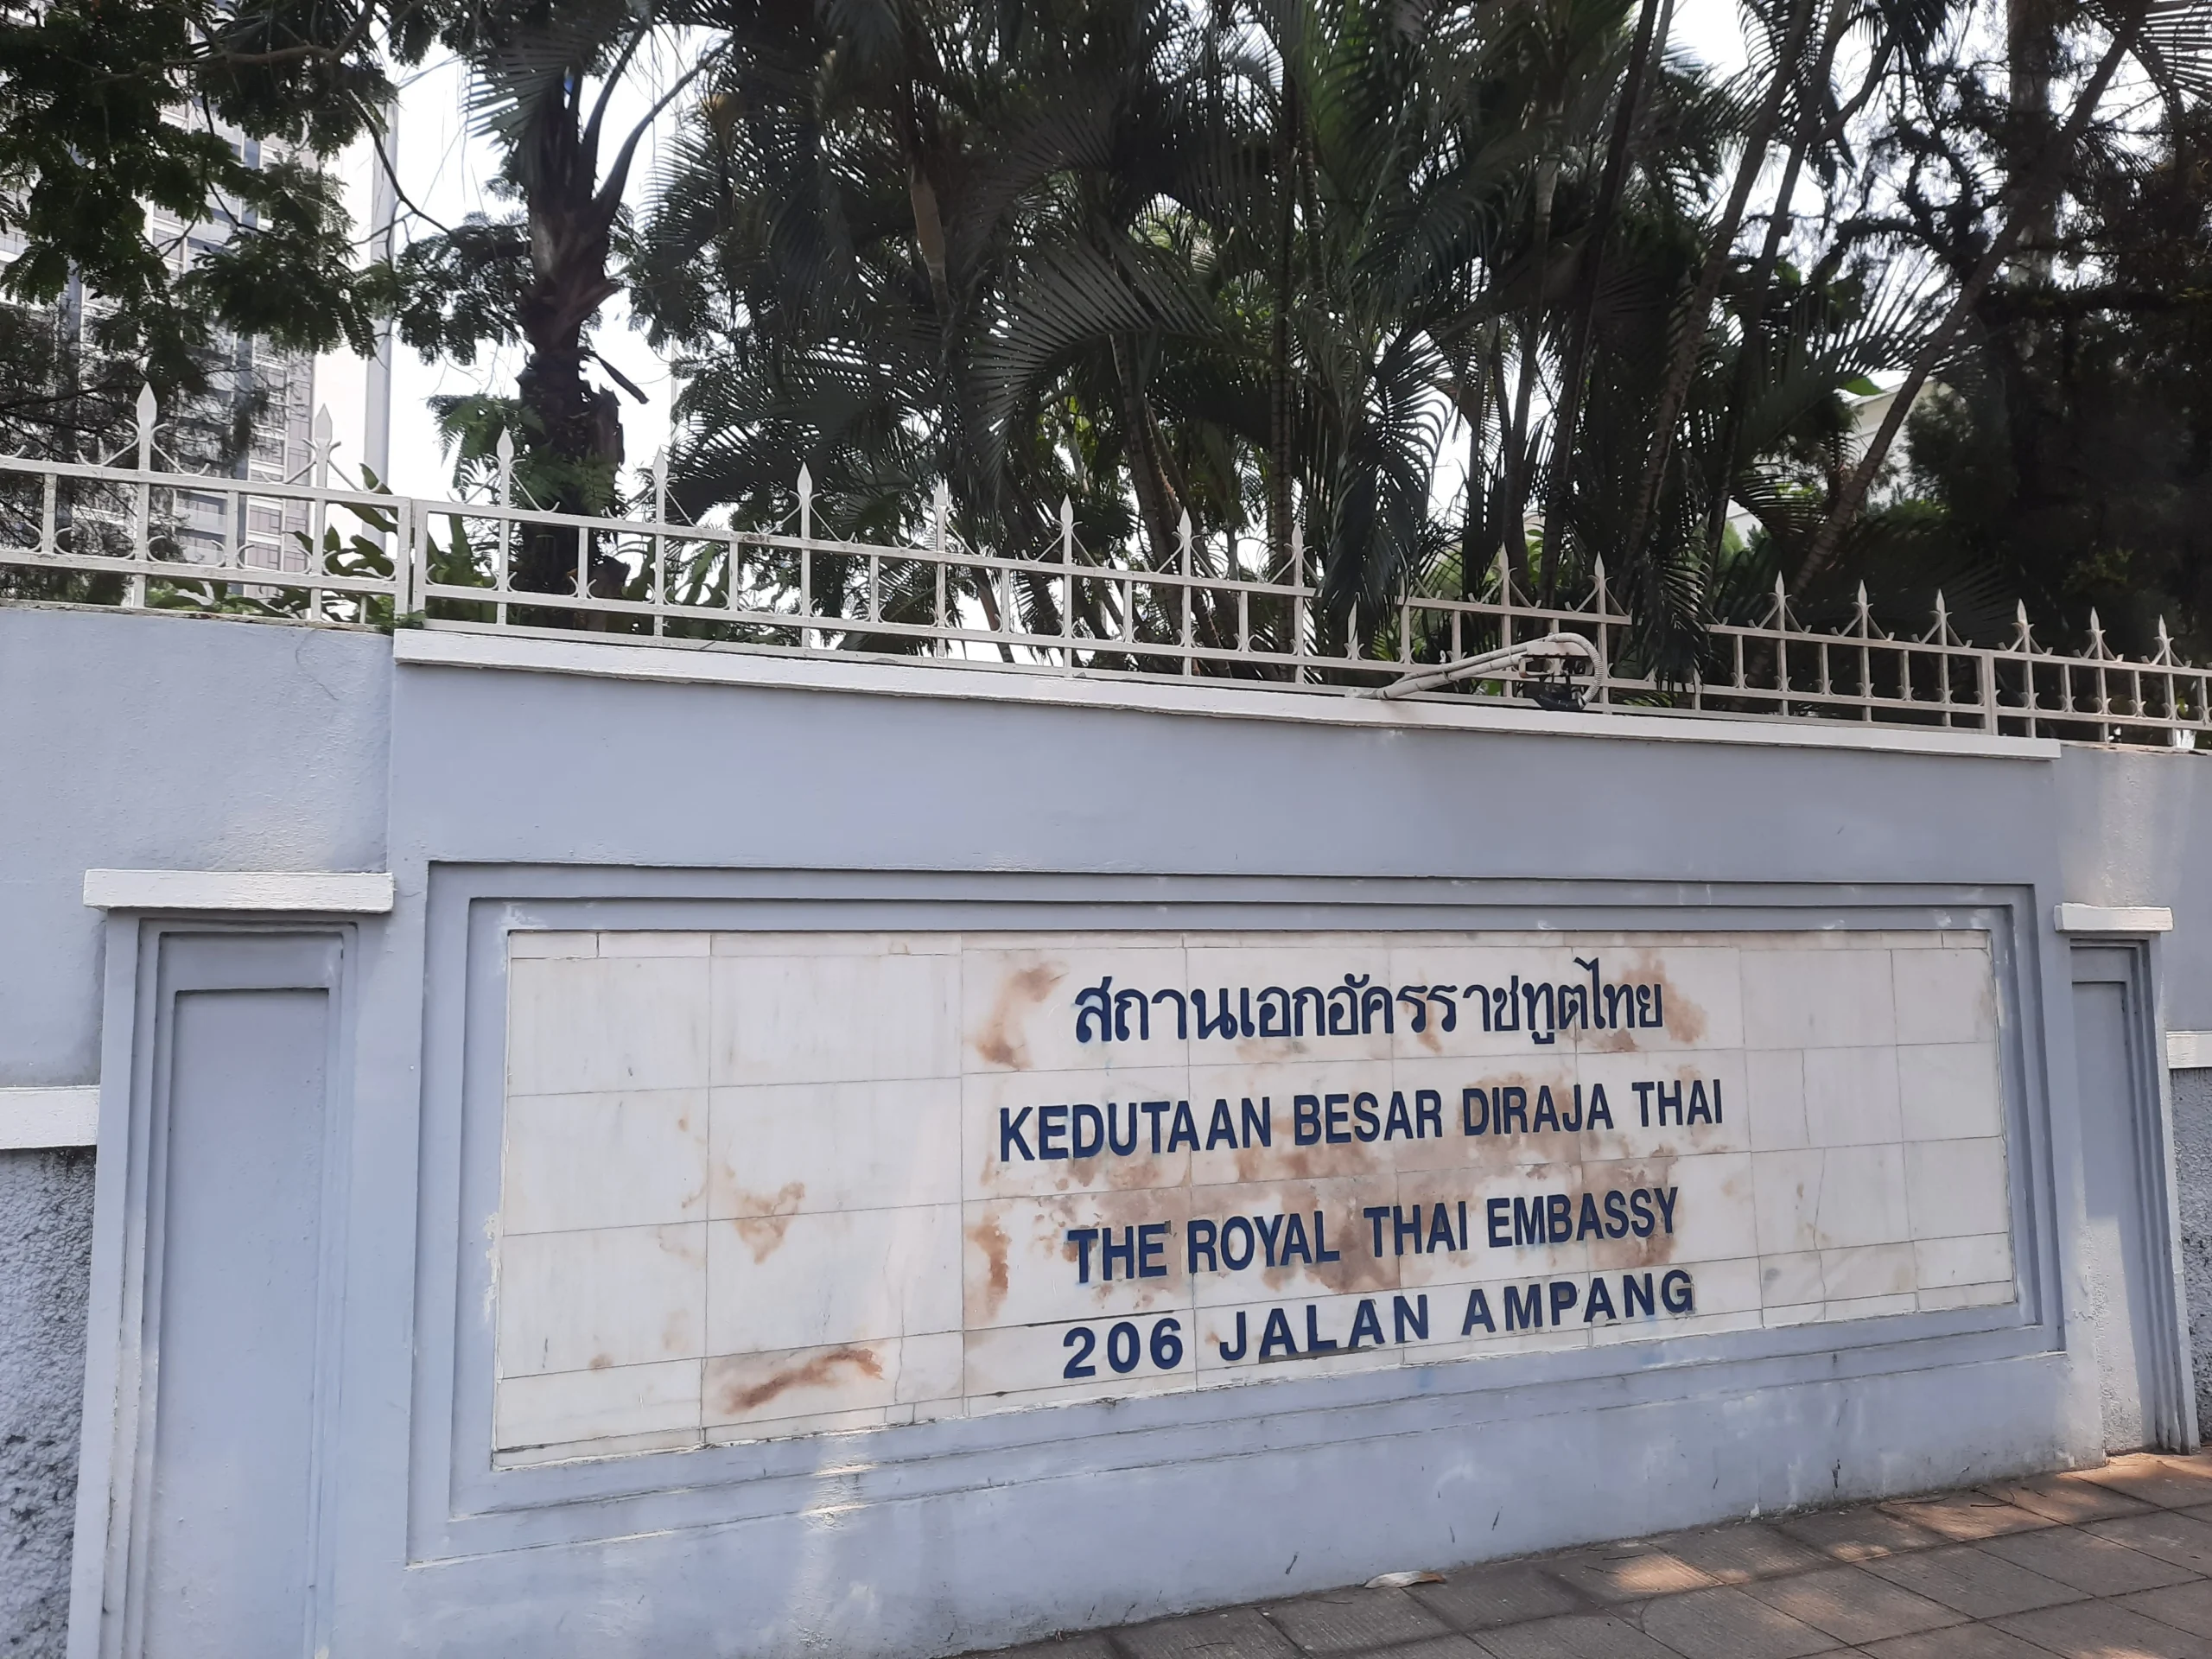 สถานเอกอัครราชทูตไทย
KEDUTAAN BESAR DIRAJA THAI
THE ROYAL THAI EMBASSY
206 JALAN AMPANG